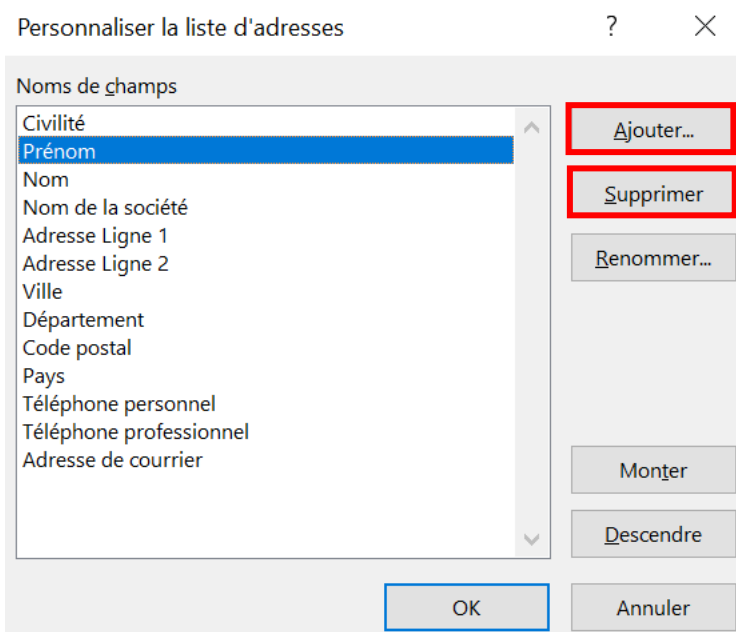 Personnaliser la liste d'adresses
?
Noms de champs
Civilité
Prénom
Nom
Nom de la société
Adresse Ligne 1
Adresse Ligne 2
Ville
Département
Code postal
Pays
Téléphone personnel
Téléphone professionnel
Adresse de courrier
Ajouter...
Supprimer
Renommer...
Monter
Descendre
OK
Annuler